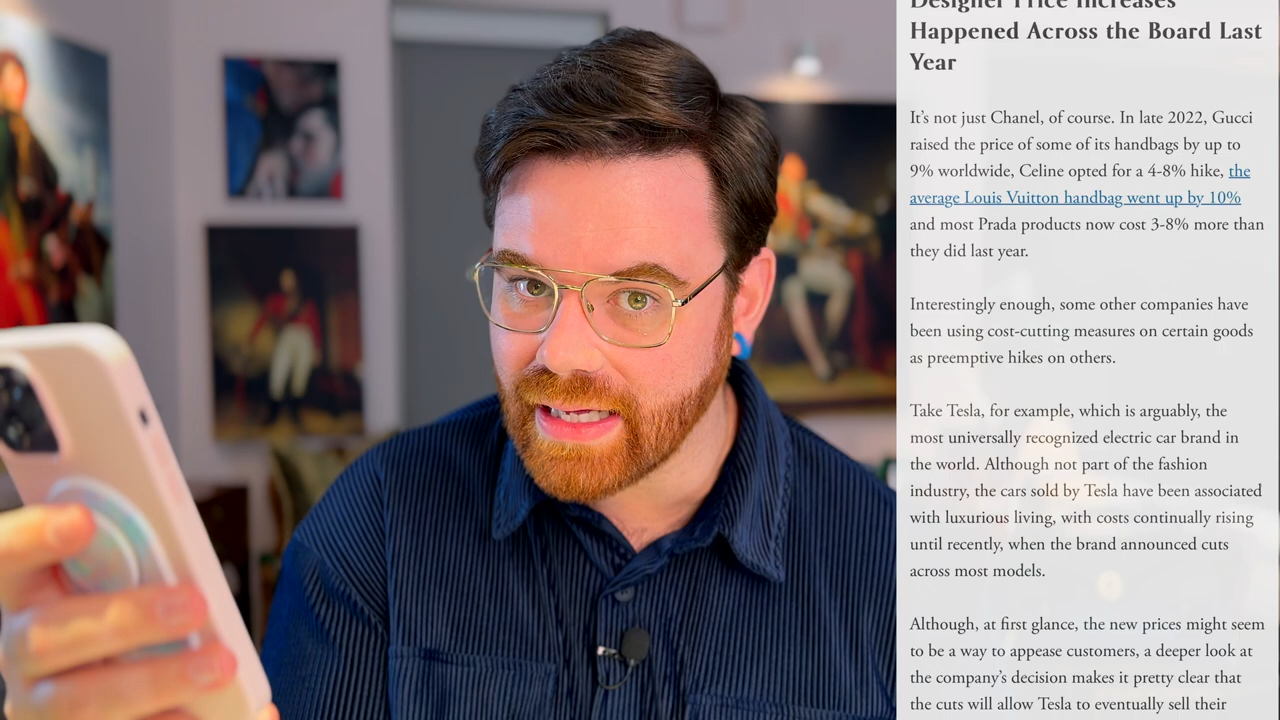 Designer Price Increases
Happened Across the Board Last
Year
It’s not just Chanel, of course. In late 2022, Gucci
raised the price of some of its handbags by up to
9% worldwide, Celine opted for a 4-8% hike, the
average Louis Vuitton handbag went up by 10%
and most Prada products now cost 3-8% more than
they did last year.
Interestingly enough, some other companies have
been using cost-cutting measures on certain goods
as preemptive hikes on others.
Take Tesla, for example, which is arguably, the
most universally recognized electric car brand in
the world. Although not part of the fashion
industry, the cars sold by Tesla have been associated
with luxurious living, with costs continually rising
until recently, when the brand announced cuts
across most models.
Although, at first glance, the new prices might seem
to be a way to appease customers, a deeper look at
the company’s decision makes it pretty clear that
the cuts will allow Tesla to eventually sell their